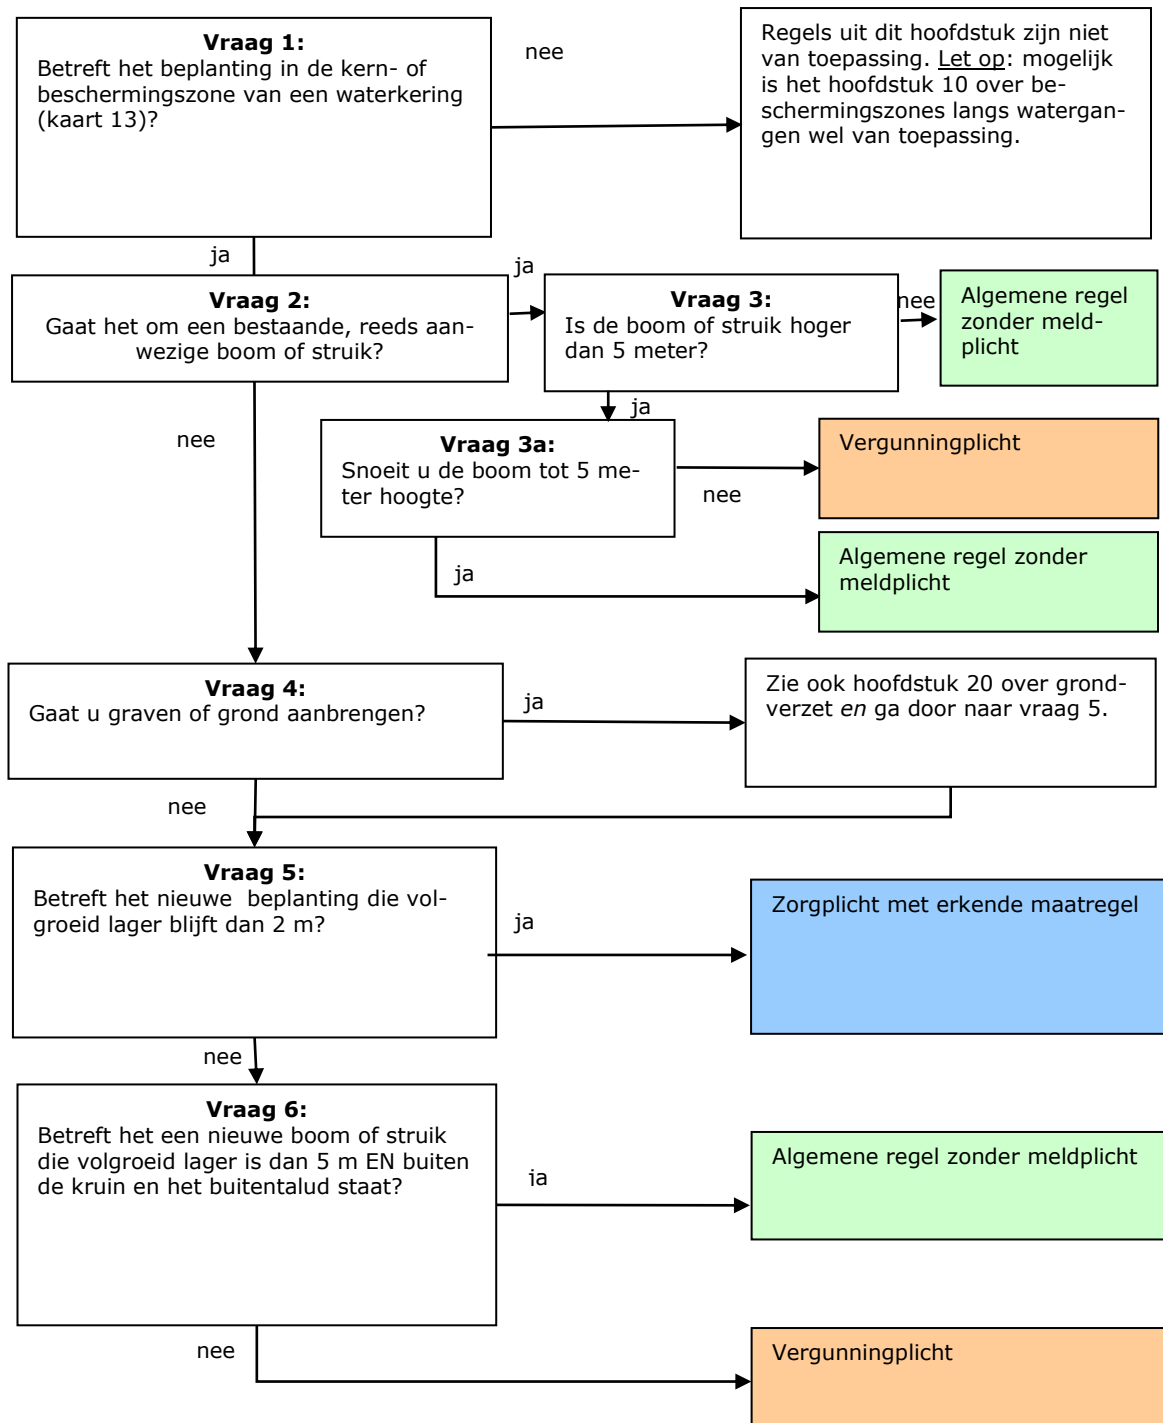 Vraag 1:
Betreft het beplanting in de kern- of
beschermingszone van een waterkering
(kaart 13)?
nee
Regels uit dit hoofdstuk zijn niet
van toepassing. Let op: mogelijk
is het hoofdstuk 10 over be-
schermingszones langs watergan-
gen wel van toepassing.
ja
Vraag 2:
Gaat het om een bestaande, reeds aan-
wezige boom of struik?
ja
Vraag 3:
Is de boom of struik hoger
dan 5 meter?
nee
Algemene regel
zonder meld-
plicht
ja
nee
Vraag 3a:
Snoeit u de boom tot 5 me-
ter hoogte?
nee
Vergunningplicht
ja
Algemene regel zonder
meldplicht
Vraag 4:
Gaat u graven of grond aanbrengen?
ja
Zie ook hoofdstuk 20 over grond-
verzet en ga door naar vraag 5.
nee
Vraag 5:
Betreft het nieuwe  beplanting die vol-
groeid lager blijft dan 2 m?
ja
Zorgplicht met erkende maatregel
nee
Vraag 6:
Betreft het een nieuwe boom of struik
die volgroeid lager is dan 5 m EN buiten
de kruin en het buitentalud staat?
ja
Algemene regel zonder meldplicht
nee
Vergunningplicht